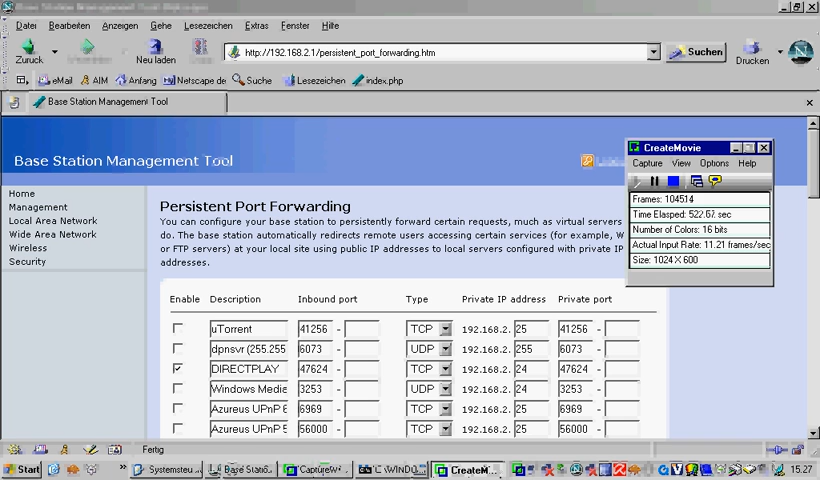 Datei Bearbeiten Anzeigen Gehe Lesezeichen Extras Fenster Hilfe
Zurück Neu laden http://192.168.2.1/persistent_port_forwarding.htm Suchen Drucken
eMail AIM Anfang Netscape de Suche Lesezeichen index.php
Base Station Management Tool
Base Station Management Tool
CreateMovie
Capture View Options Help
Frames: 104514
Time Elasped: 522.67 sec
Number of Colors: 16 bits
Actual Input Rate: 11.21 frames/sec
Size: 1024 X 600
Home
Management
Local Area Network
Wide Area Network
Wireless
Security
Persistent Port Forwarding
You can configure your base station to persistently forward certain requests, much as virtual servers
do. The base station automatically redirects remote users accessing certain services (for example, W
or FTP servers) at your local site using public IP addresses to local servers configured with private IP
addresses.
Enable Description Inbound port Type Private IP address Private port
uTorrent 41256 - TCP 192.168.2. 25 41256 -
dpnsvr (255.255 6073 - UDP 192.168.2. 255 6073 -
DIRECTPLAY 47624 - TCP 192.168.2. 24 47624 -
Windows Medie 3253 - UDP 192.168.2. 24 3253 -
Azureus UPnP 6 6969 - TCP 192.168.2. 25 6969 -
Azureus UPnP 5 56000 - TCP 192.168.2. 25 56000 -
Fertig
Start Systemsteu... Base Stati... CaptureWi... C:\WINDO... CreateM... 15.27